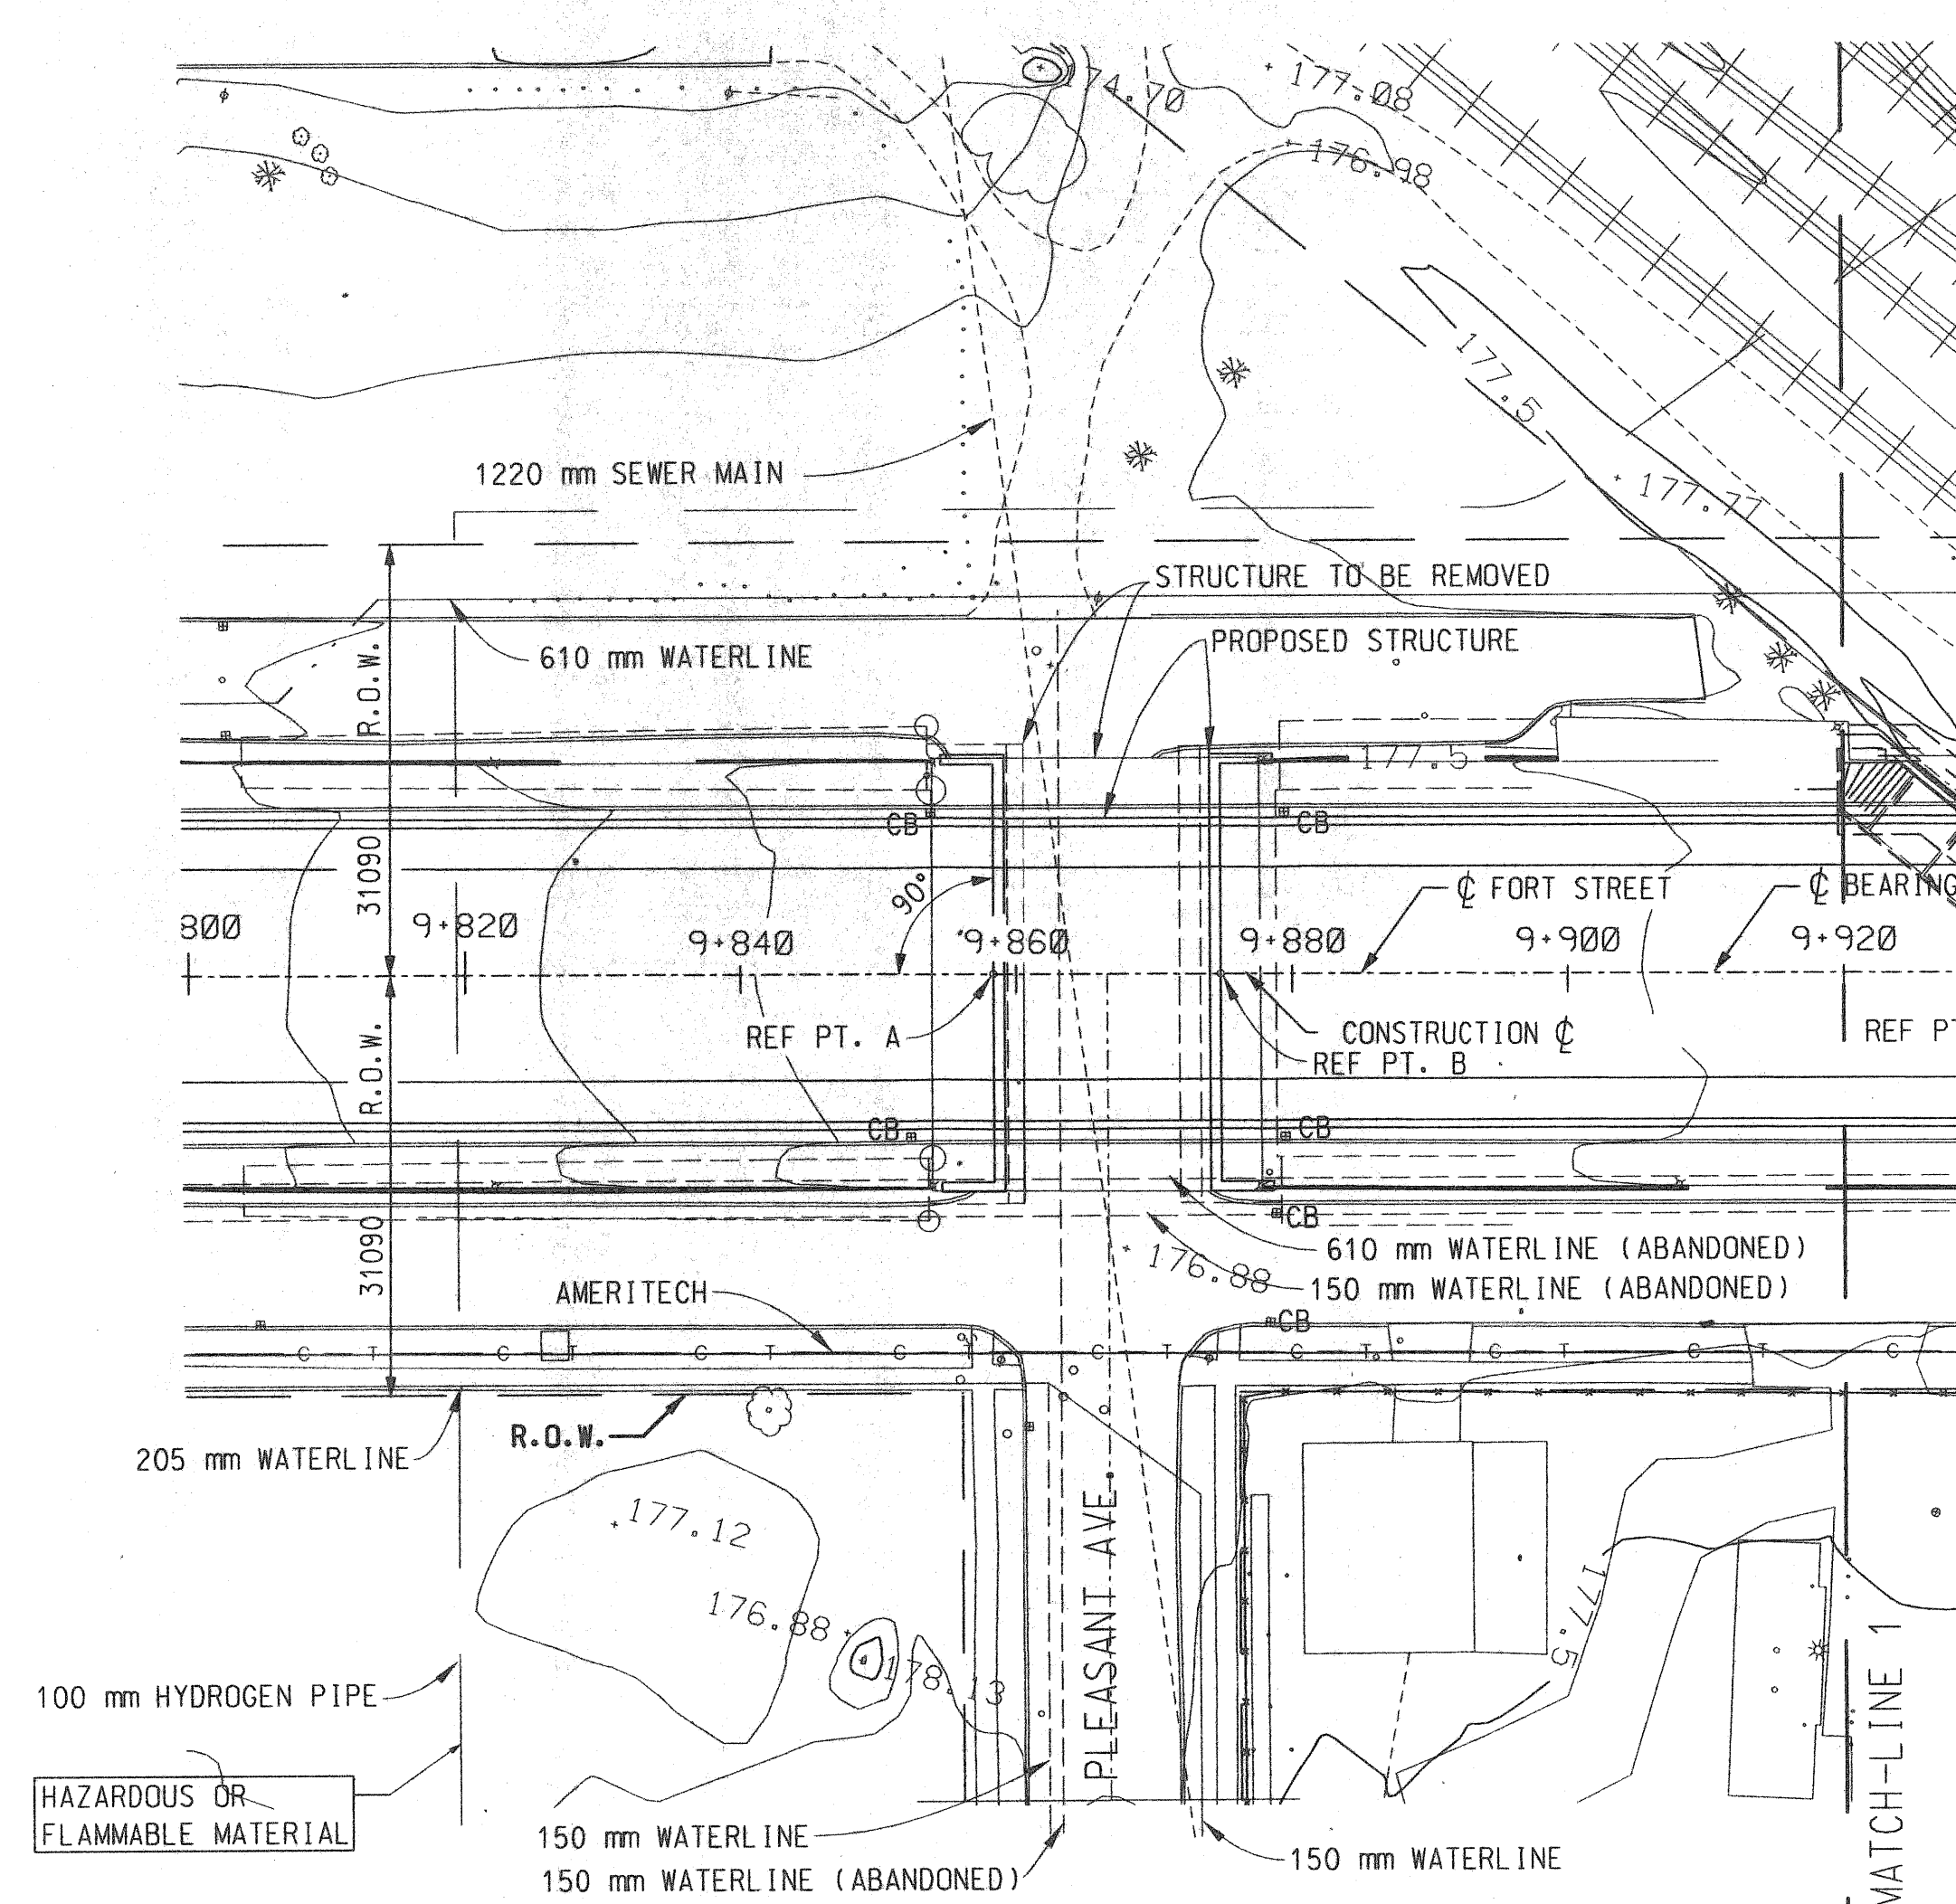 74.70
177.08
176.98
177.5
1220 mm SEWER MAIN
177.77
STRUCTURE TO BE REMOVED
PROPOSED STRUCTURE
610 mm WATERLINE
R.O.W.
177.5
CB
CB
31090
90°
℄ FORT STREET
℄ BEARING
800
9+820
9+840
9+860
9+880
9+900
9+920
REF PT. A
CONSTRUCTION ℄
REF PT. B
REF P
R.O.W.
CB
CB
CB
31090
610 mm WATERLINE (ABANDONED)
176.88
150 mm WATERLINE (ABANDONED)
AMERITECH
CB
C T C T C T C T C T C T C T C T C
R.O.W.
205 mm WATERLINE
177.12
176.88
178.13
PLEASANT AVE.
177.5
100 mm HYDROGEN PIPE
HAZARDOUS OR
FLAMMABLE MATERIAL
150 mm WATERLINE
150 mm WATERLINE (ABANDONED)
150 mm WATERLINE
MATCH-LINE 1